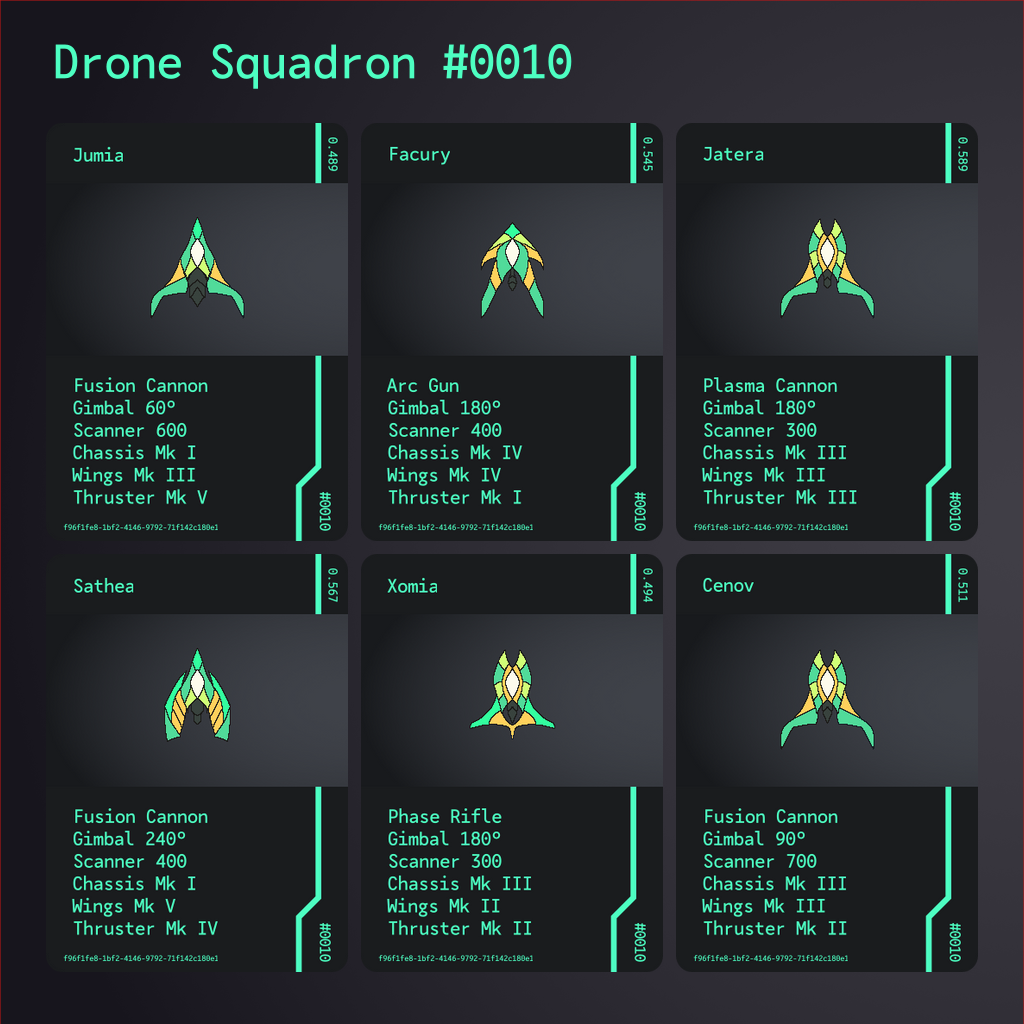 Drone Squadron #0010
Jumia
0.489
Fusion Cannon
Gimbal 60º
Scanner 600
Chassis Mk I
Wings Mk III
Thruster Mk V
#0010
f96f1fe8-1bf2-4146-9792-71f142c180e1
Facury
0.545
Arc Gun
Gimbal 180º
Scanner 400
Chassis Mk IV
Wings Mk IV
Thruster Mk I
#0010
f96f1fe8-1bf2-4146-9792-71f142c180e1
Jatera
0.589
Plasma Cannon
Gimbal 180º
Scanner 300
Chassis Mk III
Wings Mk III
Thruster Mk III
#0010
f96f1fe8-1bf2-4146-9792-71f142c180e1
Sathea
0.567
Fusion Cannon
Gimbal 240º
Scanner 400
Chassis Mk I
Wings Mk V
Thruster Mk IV
#0010
f96f1fe8-1bf2-4146-9792-71f142c180e1
Xomia
0.494
Phase Rifle
Gimbal 180º
Scanner 300
Chassis Mk III
Wings Mk II
Thruster Mk II
#0010
f96f1fe8-1bf2-4146-9792-71f142c180e1
Cenov
0.511
Fusion Cannon
Gimbal 90º
Scanner 700
Chassis Mk III
Wings Mk III
Thruster Mk II
#0010
f96f1fe8-1bf2-4146-9792-71f142c180e1